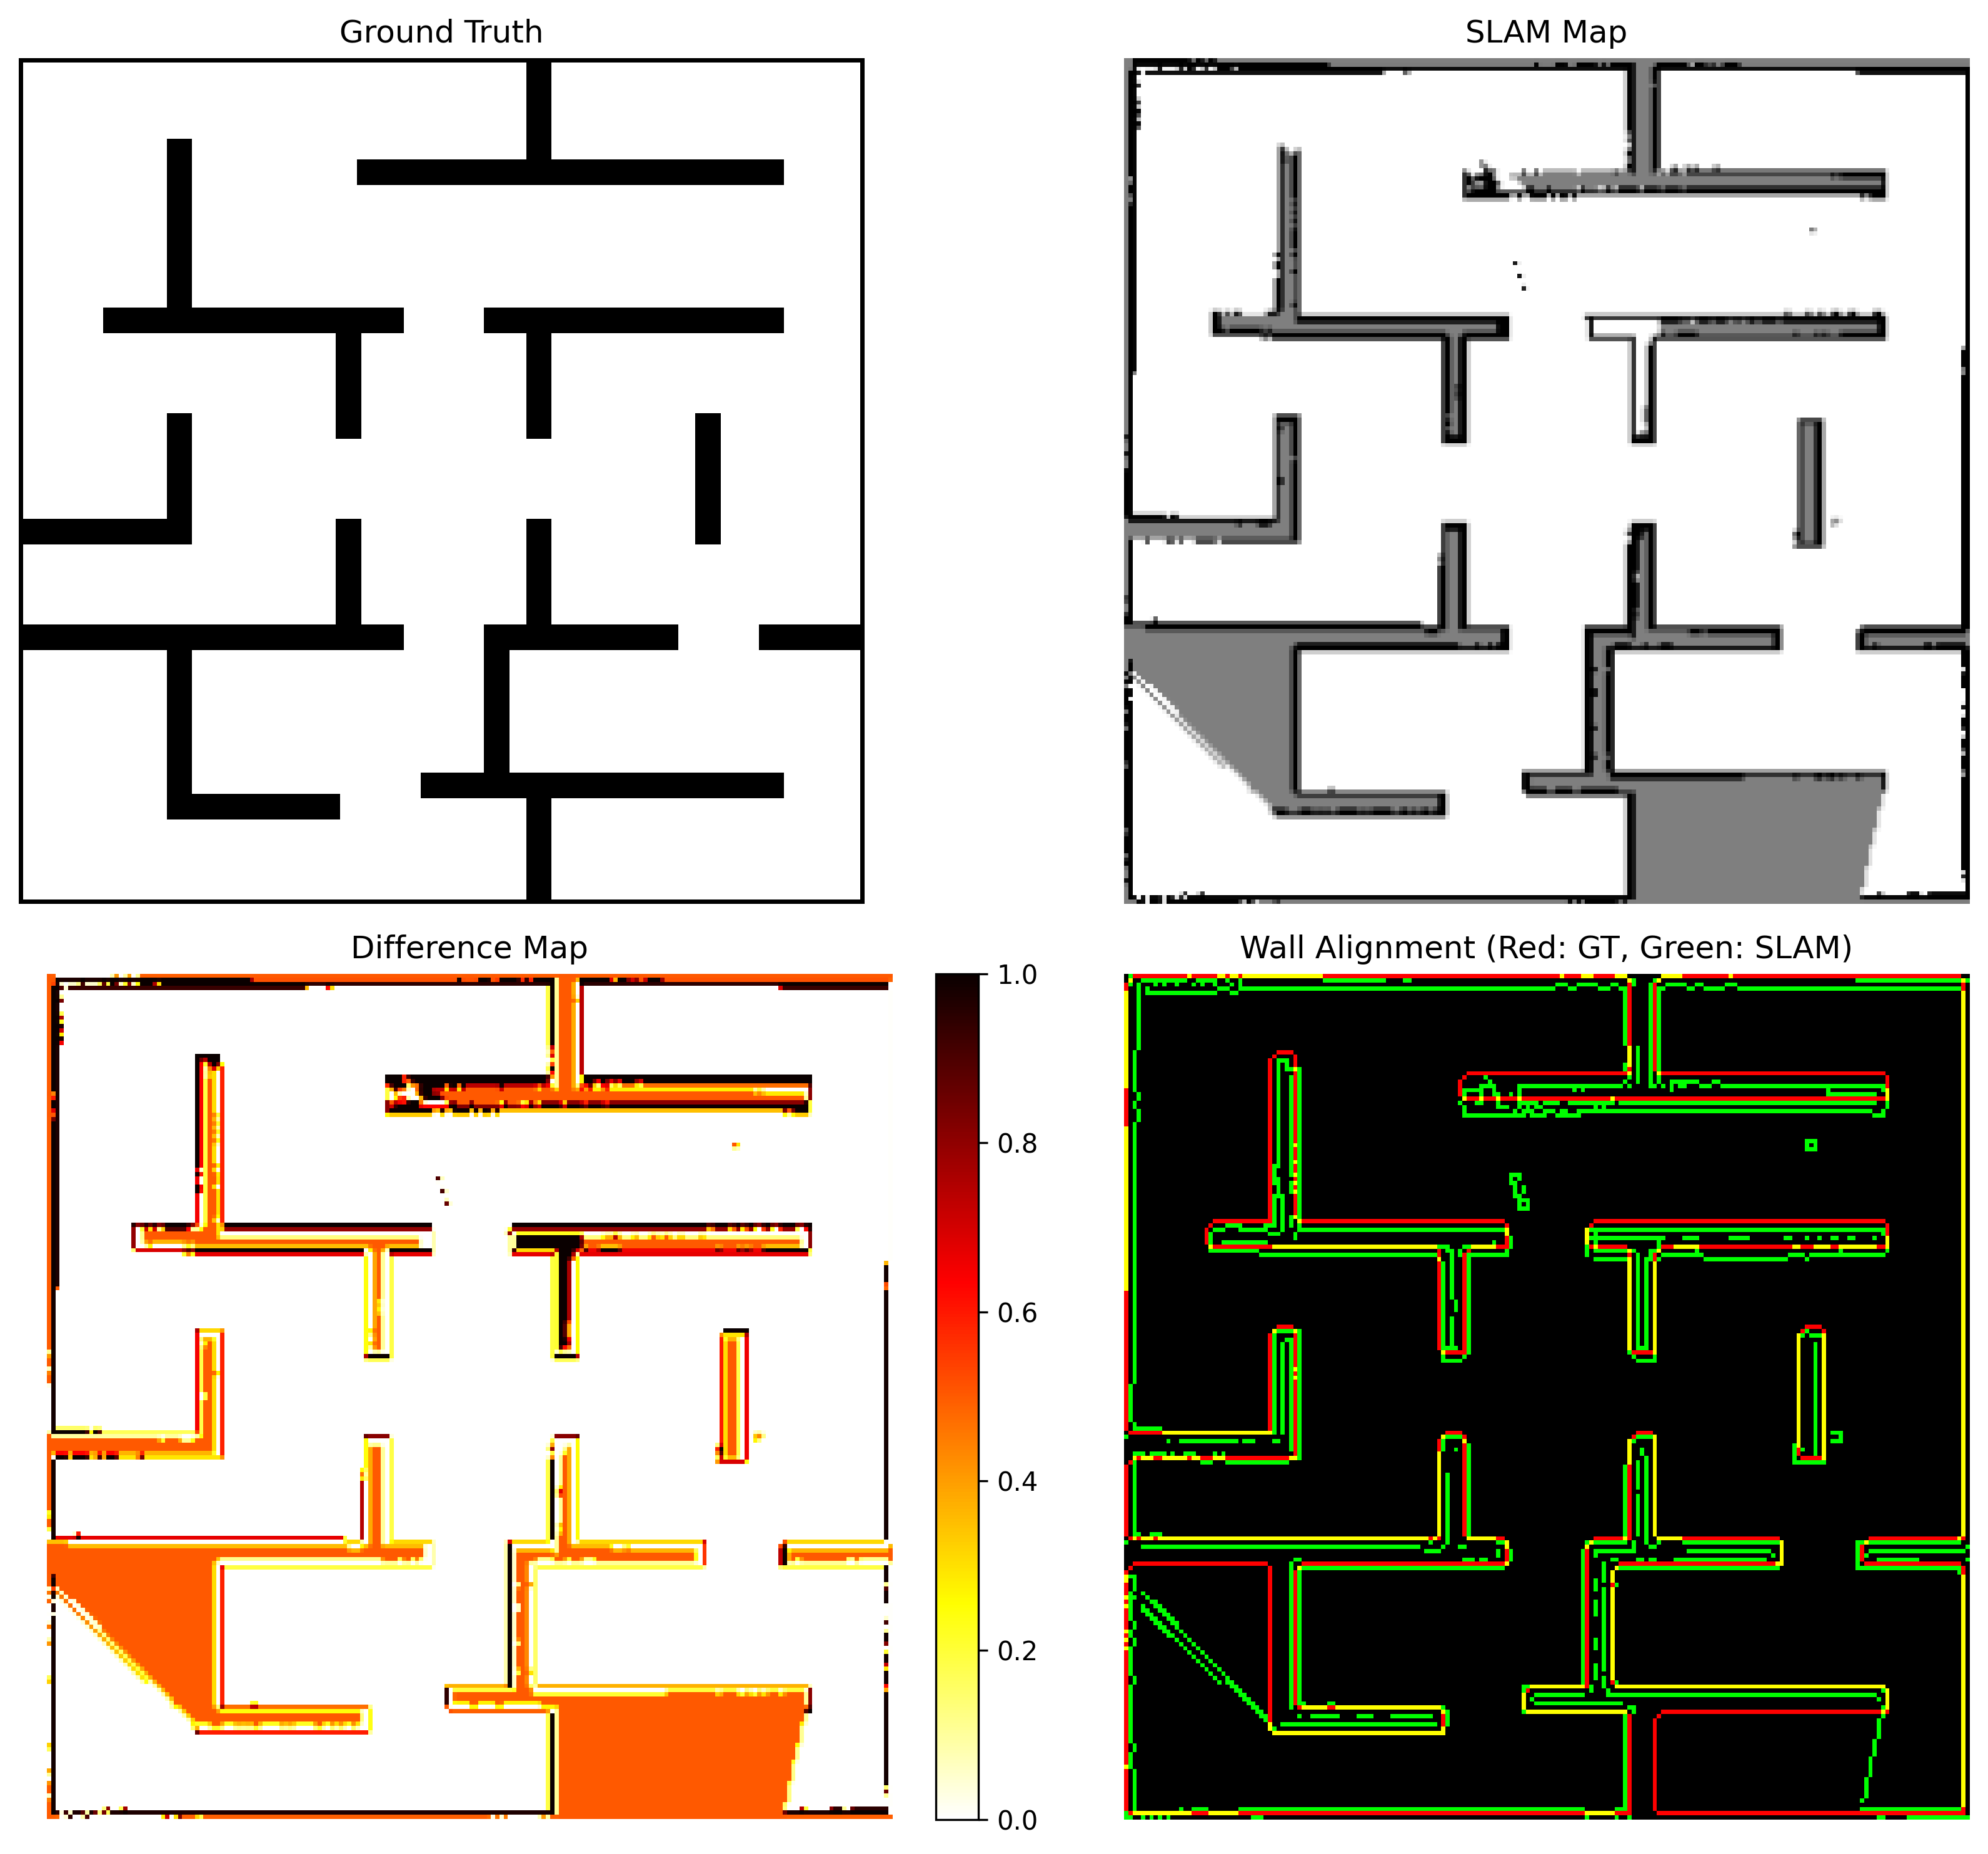 Ground Truth
SLAM Map
Difference Map
1.0
0.8
0.6
0.4
0.2
0.0
Wall Alignment (Red: GT, Green: SLAM)